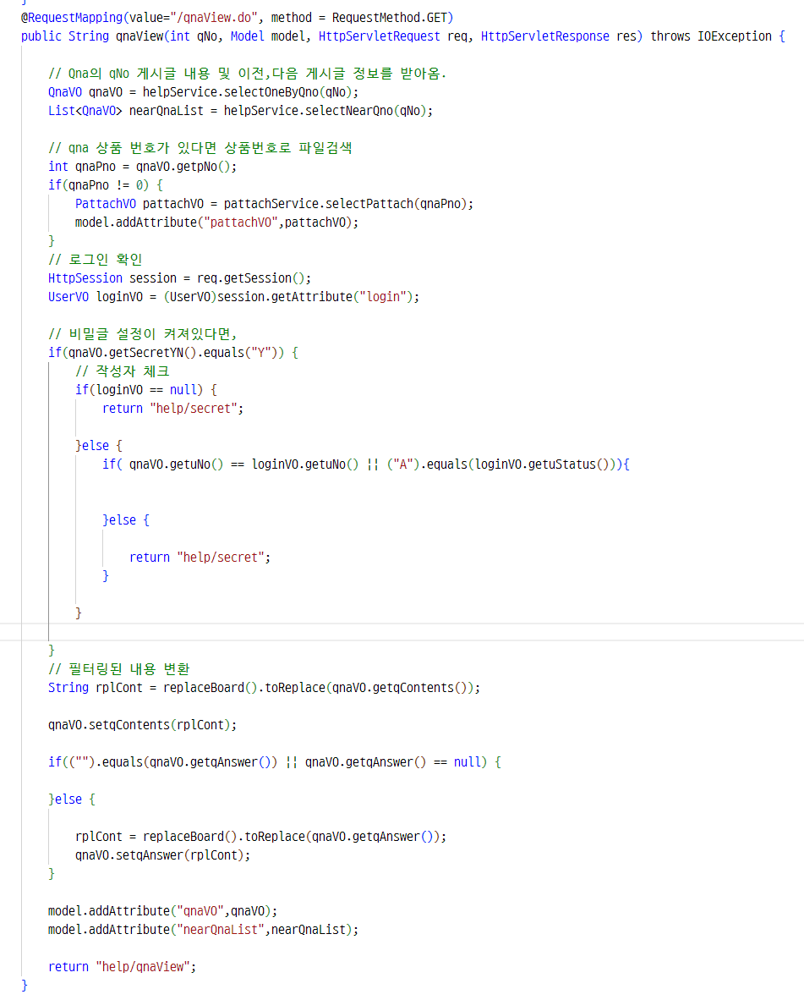 @RequestMapping(value="/qnaView.do", method = RequestMethod.GET)
public String qnaView(int qNo, Model model, HttpServletRequest req, HttpServletResponse res) throws IOException {
// Qna의 qNo 게시글 내용 및 이전,다음 게시글 정보를 받아옴.
QnaVO qnaVO = helpService.selectOneByQno(qNo);
List<QnaVO> nearQnaList = helpService.selectNearQno(qNo);
// qna 상품 번호가 있다면 상품번호로 파일검색
int qnaPno = qnaVO.getpNo();
if(qnaPno != 0) {
PattachVO pattachVO = pattachService.selectPattach(qnaPno);
model.addAttribute("pattachVO",pattachVO);
}
// 로그인 확인
HttpSession session = req.getSession();
UserVO loginVO = (UserVO)session.getAttribute("login");
// 비밀글 설정이 켜져있다면,
if(qnaVO.getSecretYN().equals("Y")) {
// 작성자 체크
if(loginVO == null) {
return "help/secret";
}else {
if( qnaVO.getuNo() == loginVO.getuNo() || ("A").equals(loginVO.getuStatus())){
}else {
return "help/secret";
}
}
}
// 필터링된 내용 변환
String rplCont = replaceBoard().toReplace(qnaVO.getqContents());
qnaVO.setqContents(rplCont);
if(("").equals(qnaVO.getqAnswer()) || qnaVO.getqAnswer() == null) {
}else {
rplCont = replaceBoard().toReplace(qnaVO.getqAnswer());
qnaVO.setqAnswer(rplCont);
}
model.addAttribute("qnaVO",qnaVO);
model.addAttribute("nearQnaList",nearQnaList);
return "help/qnaView";
}